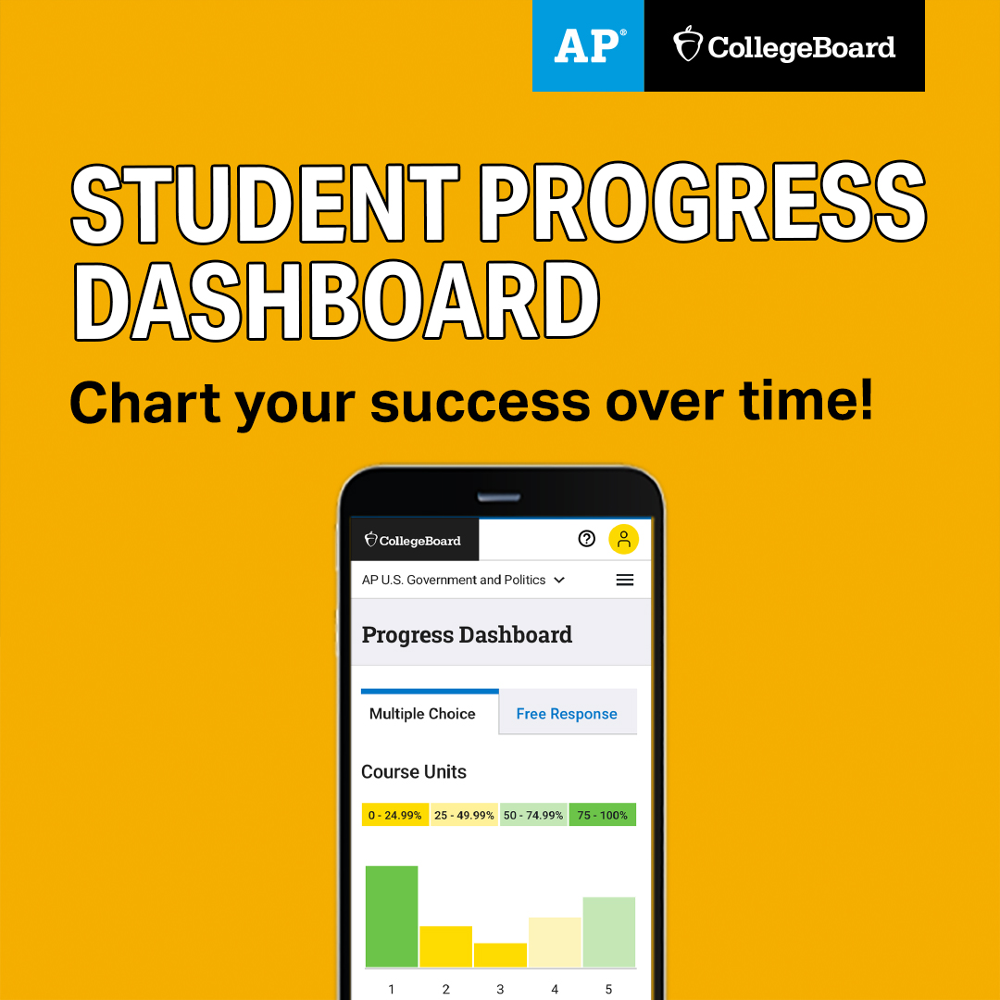 AP® CollegeBoard
STUDENT PROGRESS
DASHBOARD
Chart your success over time!
CollegeBoard
AP U.S. Government and Politics
Progress Dashboard
Multiple Choice Free Response
Course Units
0 - 24.99% 25 - 49.99% 50 - 74.99% 75 - 100%
1 2 3 4 5